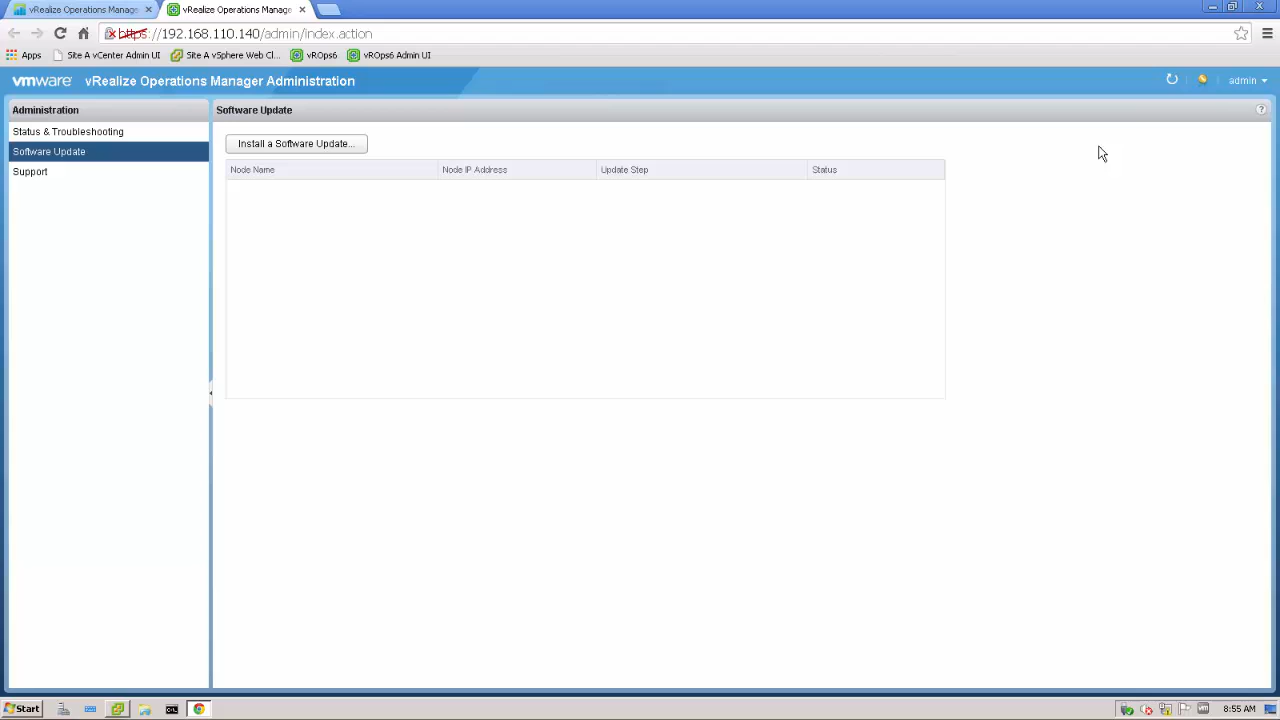 vRealize Operations Manage
vRealize Operations Manage
https://192.168.110.140/admin/index.action
Apps
Site A vCenter Admin UI
Site A vSphere Web Cl...
vROps6
vROps6 Admin UI
vmware
vRealize Operations Manager Administration
admin
Administration
Status & Troubleshooting
Software Update
Support
Software Update
?
Install a Software Update...
Node Name
Node IP Address
Update Step
Status
Start
8:55 AM